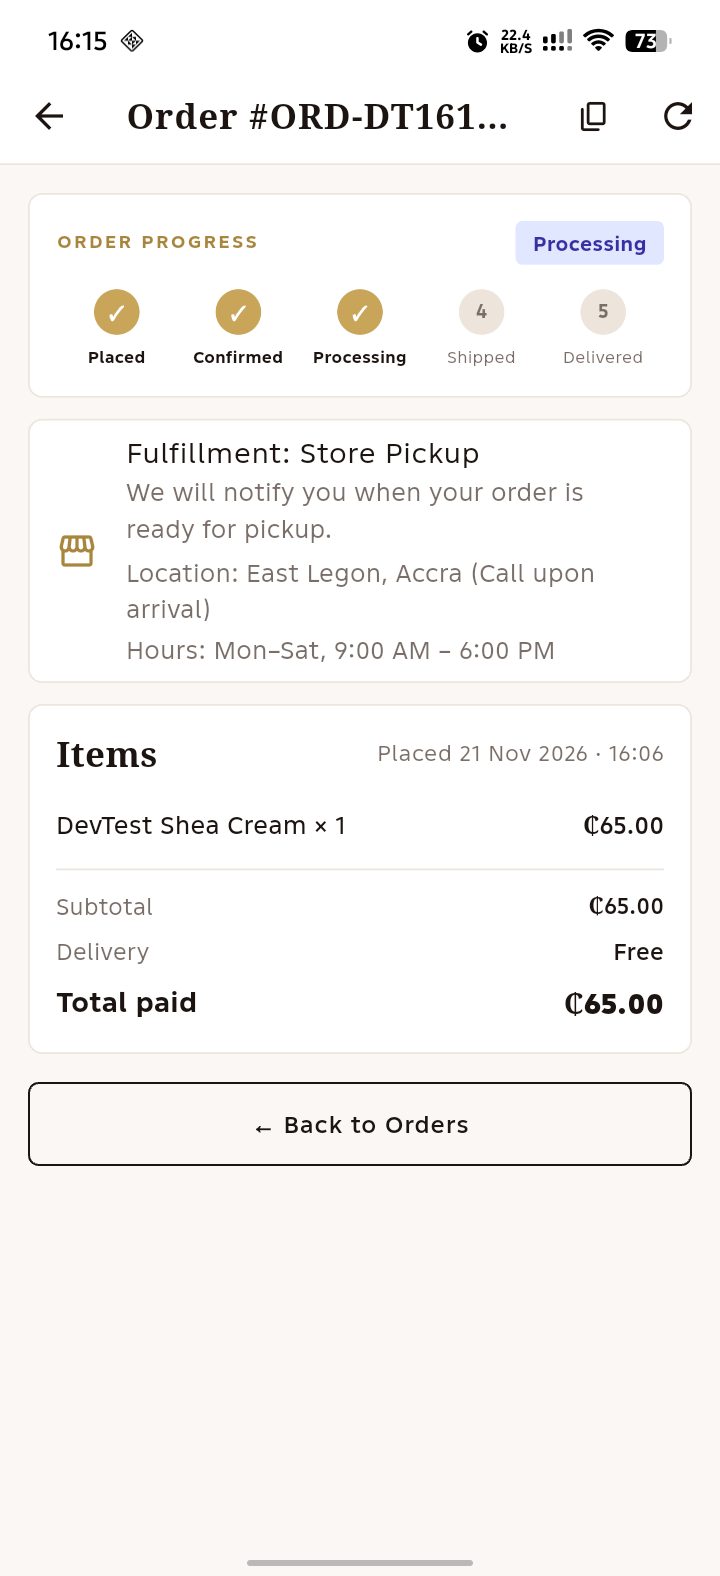 16:15
22.4
KB/S
73
Order #ORD-DT161...
ORDER PROGRESS
Processing
✓ ✓ ✓ 4 5
Placed Confirmed Processing Shipped Delivered
Fulfillment: Store Pickup
We will notify you when your order is
ready for pickup.
Location: East Legon, Accra (Call upon
arrival)
Hours: Mon–Sat, 9:00 AM – 6:00 PM
Items
Placed 21 Nov 2026 · 16:06
DevTest Shea Cream × 1 ₵65.00
Subtotal ₵65.00
Delivery Free
Total paid ₵65.00
← Back to Orders